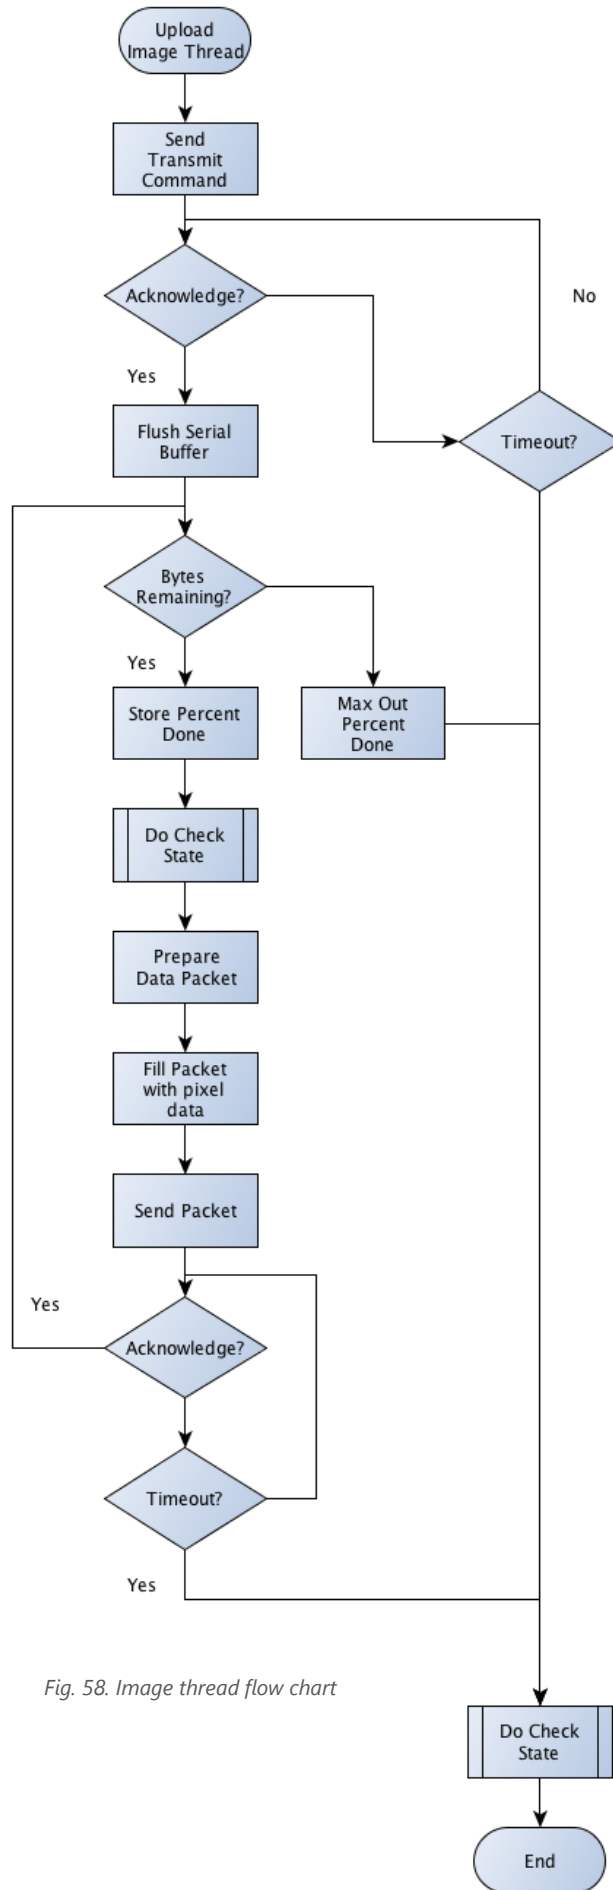 Upload
Image Thread
Send
Transmit
Command
Acknowledge?
No
Yes
Flush Serial
Buffer
Timeout?
Bytes
Remaining?
Yes
Store Percent
Done
Max Out
Percent
Done
Do Check
State
Prepare
Data Packet
Fill Packet
with pixel
data
Send Packet
Yes
Acknowledge?
Timeout?
Yes
Fig. 58. Image thread flow chart
Do Check
State
End